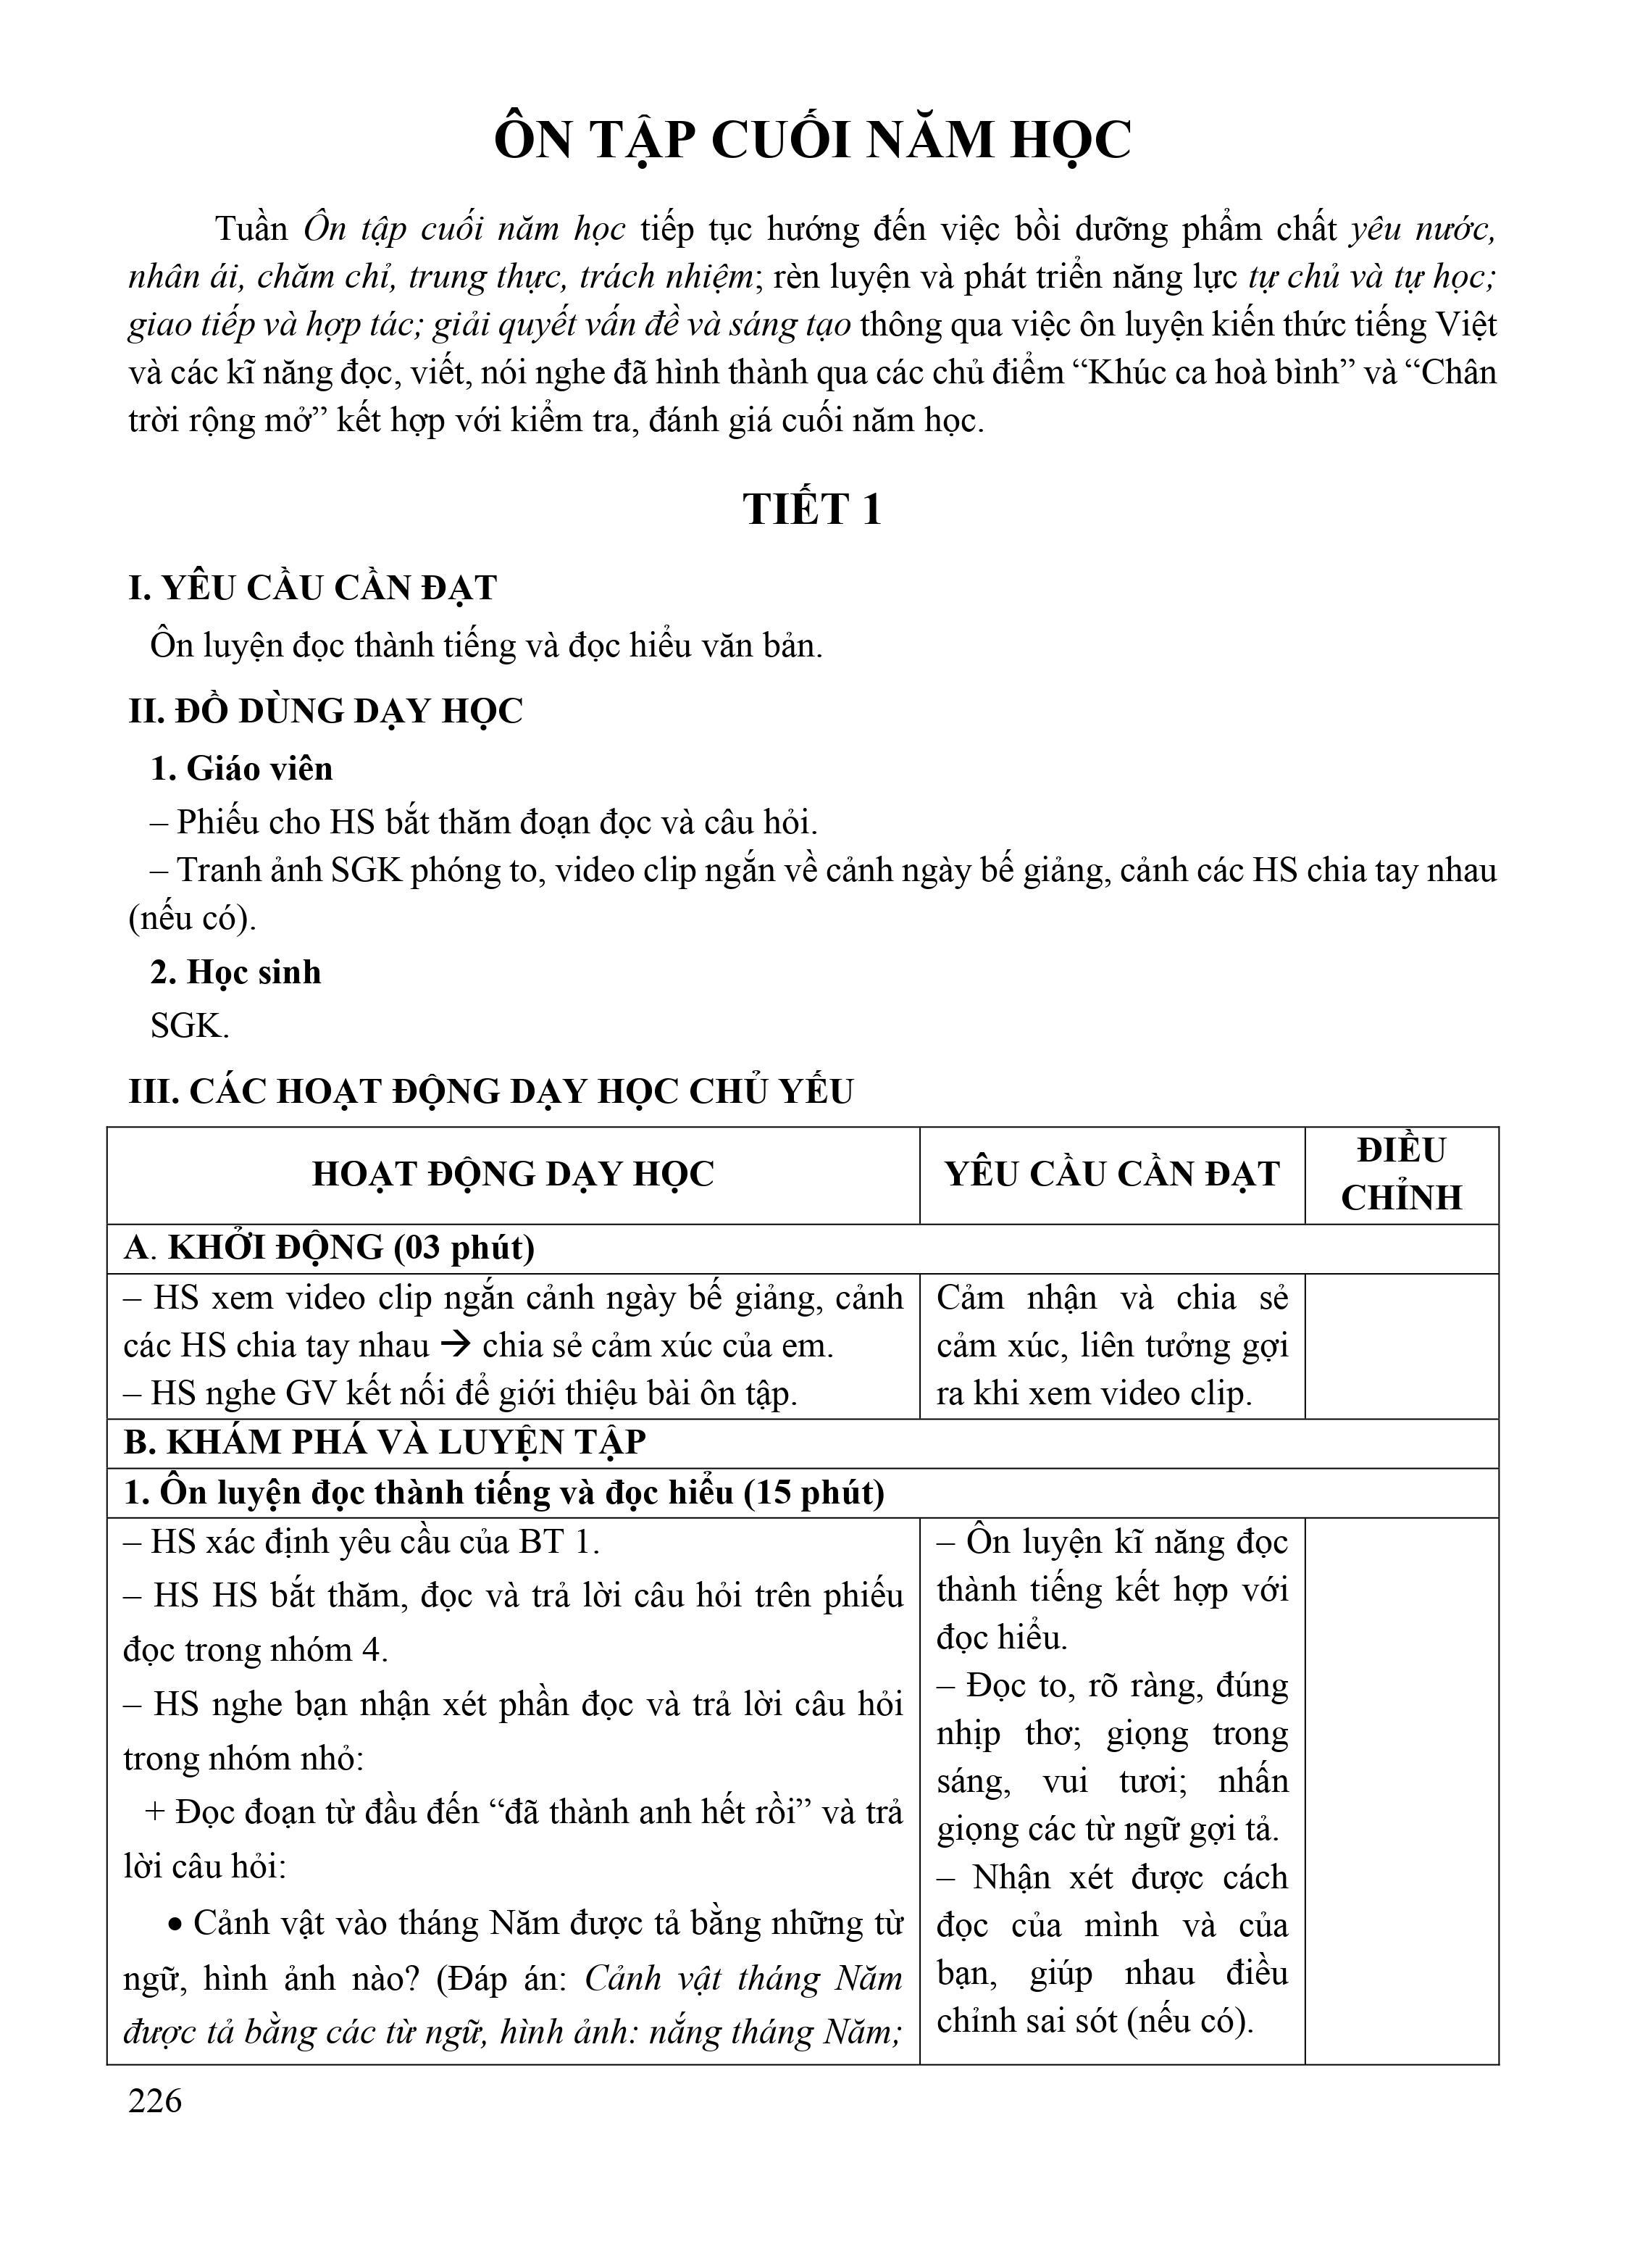 ÔN TẬP CUỐI NĂM HỌC
Tuần Ôn tập cuối năm học tiếp tục hướng đến việc bồi dưỡng phẩm chất yêu nước,
nhân ái, chăm chỉ, trung thực, trách nhiệm; rèn luyện và phát triển năng lực tự chủ và tự học;
giao tiếp và hợp tác; giải quyết vấn đề và sáng tạo thông qua việc ôn luyện kiến thức tiếng Việt
và các kĩ năng đọc, viết, nói nghe đã hình thành qua các chủ điểm “Khúc ca hoà bình” và “Chân
trời rộng mở” kết hợp với kiểm tra, đánh giá cuối năm học.
TIẾT 1
I. YÊU CẦU CẦN ĐẠT
Ôn luyện đọc thành tiếng và đọc hiểu văn bản.
II. ĐỒ DÙNG DẠY HỌC
1. Giáo viên
– Phiếu cho HS bắt thăm đoạn đọc và câu hỏi.
– Tranh ảnh SGK phóng to, video clip ngắn về cảnh ngày bế giảng, cảnh các HS chia tay nhau
(nếu có).
2. Học sinh
SGK.
III. CÁC HOẠT ĐỘNG DẠY HỌC CHỦ YẾU
HOẠT ĐỘNG DẠY HỌC
YÊU CẦU CẦN ĐẠT
ĐIỀU
CHỈNH
A. KHỞI ĐỘNG (03 phút)
– HS xem video clip ngắn cảnh ngày bế giảng, cảnh
các HS chia tay nhau → chia sẻ cảm xúc của em.
– HS nghe GV kết nối để giới thiệu bài ôn tập.
Cảm nhận và chia sẻ
cảm xúc, liên tưởng gợi
ra khi xem video clip.
B. KHÁM PHÁ VÀ LUYỆN TẬP
1. Ôn luyện đọc thành tiếng và đọc hiểu (15 phút)
– HS xác định yêu cầu của BT 1.
– HS HS bắt thăm, đọc và trả lời câu hỏi trên phiếu
đọc trong nhóm 4.
– HS nghe bạn nhận xét phần đọc và trả lời câu hỏi
trong nhóm nhỏ:
+ Đọc đoạn từ đầu đến “đã thành anh hết rồi” và trả
lời câu hỏi:
• Cảnh vật vào tháng Năm được tả bằng những từ
ngữ, hình ảnh nào? (Đáp án: Cảnh vật tháng Năm
được tả bằng các từ ngữ, hình ảnh: nắng tháng Năm;
– Ôn luyện kĩ năng đọc
thành tiếng kết hợp với
đọc hiểu.
– Đọc to, rõ ràng, đúng
nhịp thơ; giọng trong
sáng, vui tươi; nhấn
giọng các từ ngữ gợi tả.
– Nhận xét được cách
đọc của mình và của
bạn, giúp nhau điều
chỉnh sai sót (nếu có).
226